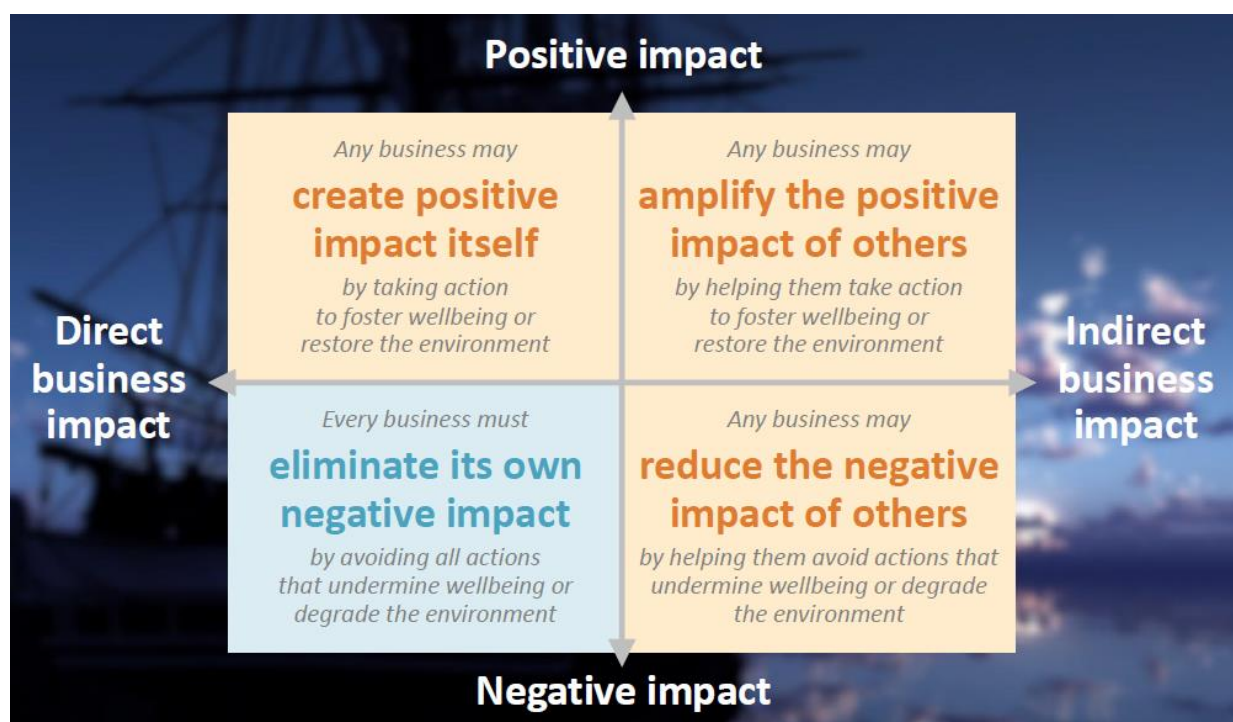 Positive impact
Any business may
create positive
impact itself
by taking action
to foster wellbeing or
restore the environment
Any business may
amplify the positive
impact of others
by helping them take action
to foster wellbeing or
restore the environment
Direct
business
impact
Indirect
business
impact
Every business must
eliminate its own
negative impact
by avoiding all actions
that undermine wellbeing or
degrade the environment
Any business may
reduce the negative
impact of others
by helping them avoid actions that
undermine wellbeing or degrade
the environment
Negative impact